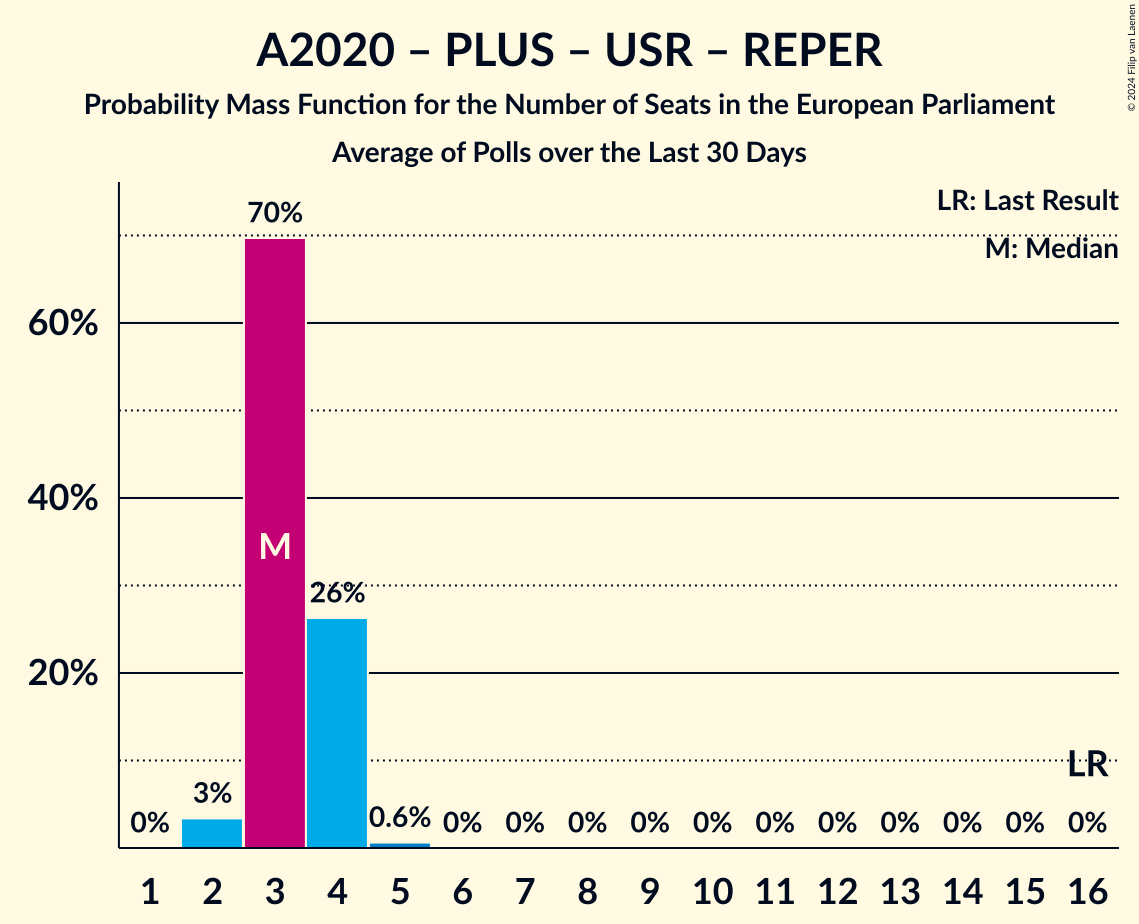 A2020 – PLUS – USR – REPER
Probability Mass Function for the Number of Seats in the European Parliament
Average of Polls over the Last 30 Days
© 2024 Filip van Laenen
LR: Last Result
M: Median
70%
60%
40%
M
26%
20%
LR
0%
3%
0.6%
0%
0%
0%
0%
0%
0%
0%
0%
0%
0%
0%
1 2 3 4 5 6 7 8 9 10 11 12 13 14 15 16